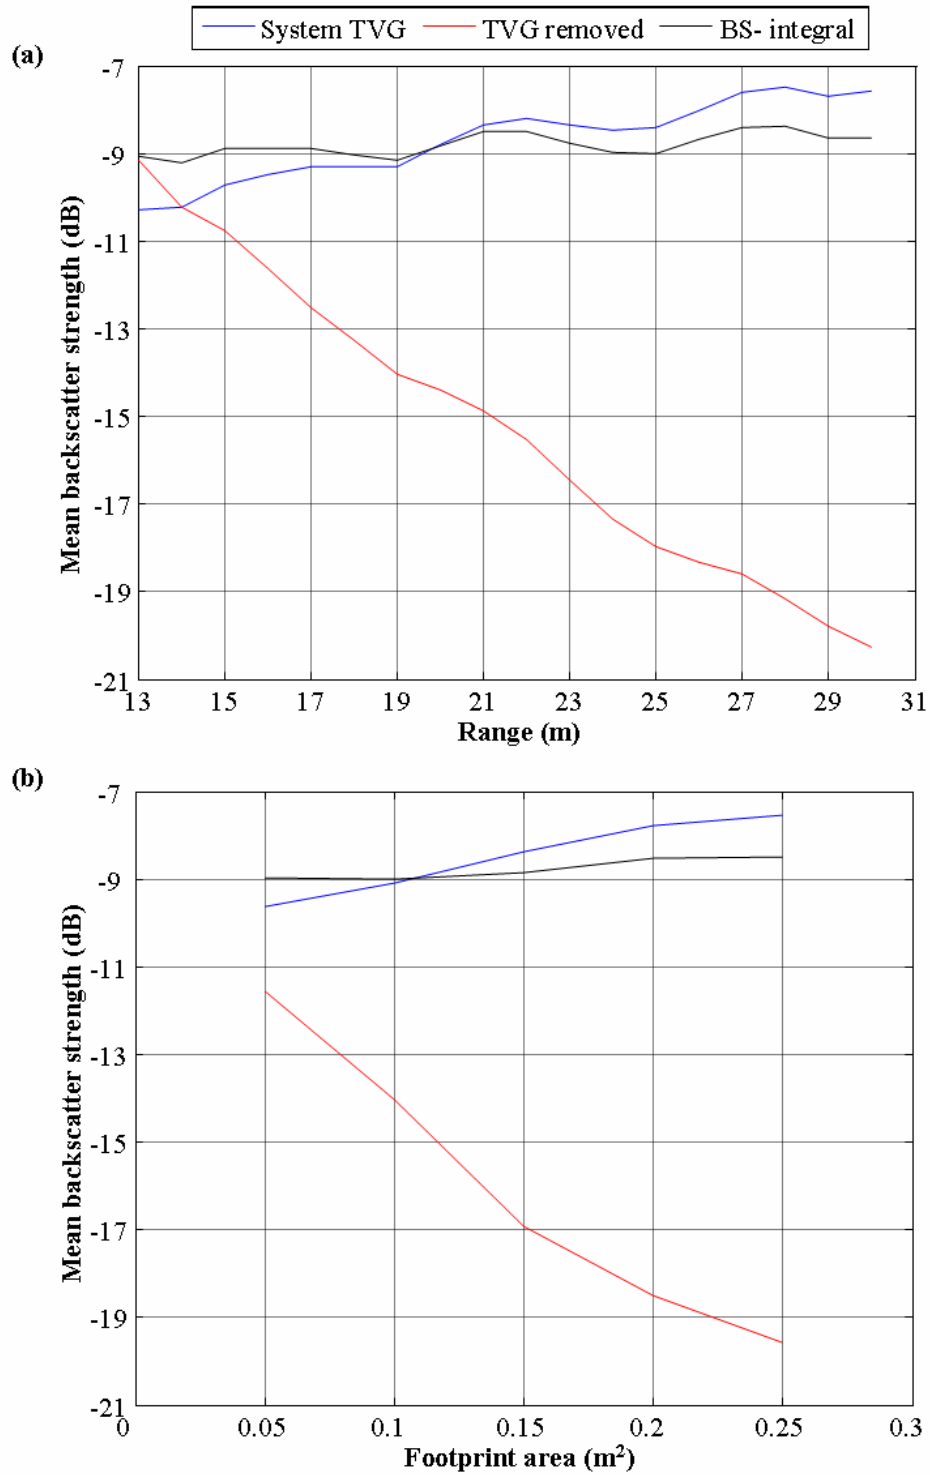 System TVG TVG removed BS- integral
(a)
-7
-9
-11
-13
-15
-17
-19
-21
Mean backscatter strength (dB)
13 15 17 19 21 23 25 27 29 31
Range (m)
(b)
-7
-9
-11
-13
-15
-17
-19
-21
Mean backscatter strength (dB)
0 0.05 0.1 0.15 0.2 0.25 0.3
Footprint area (m²)